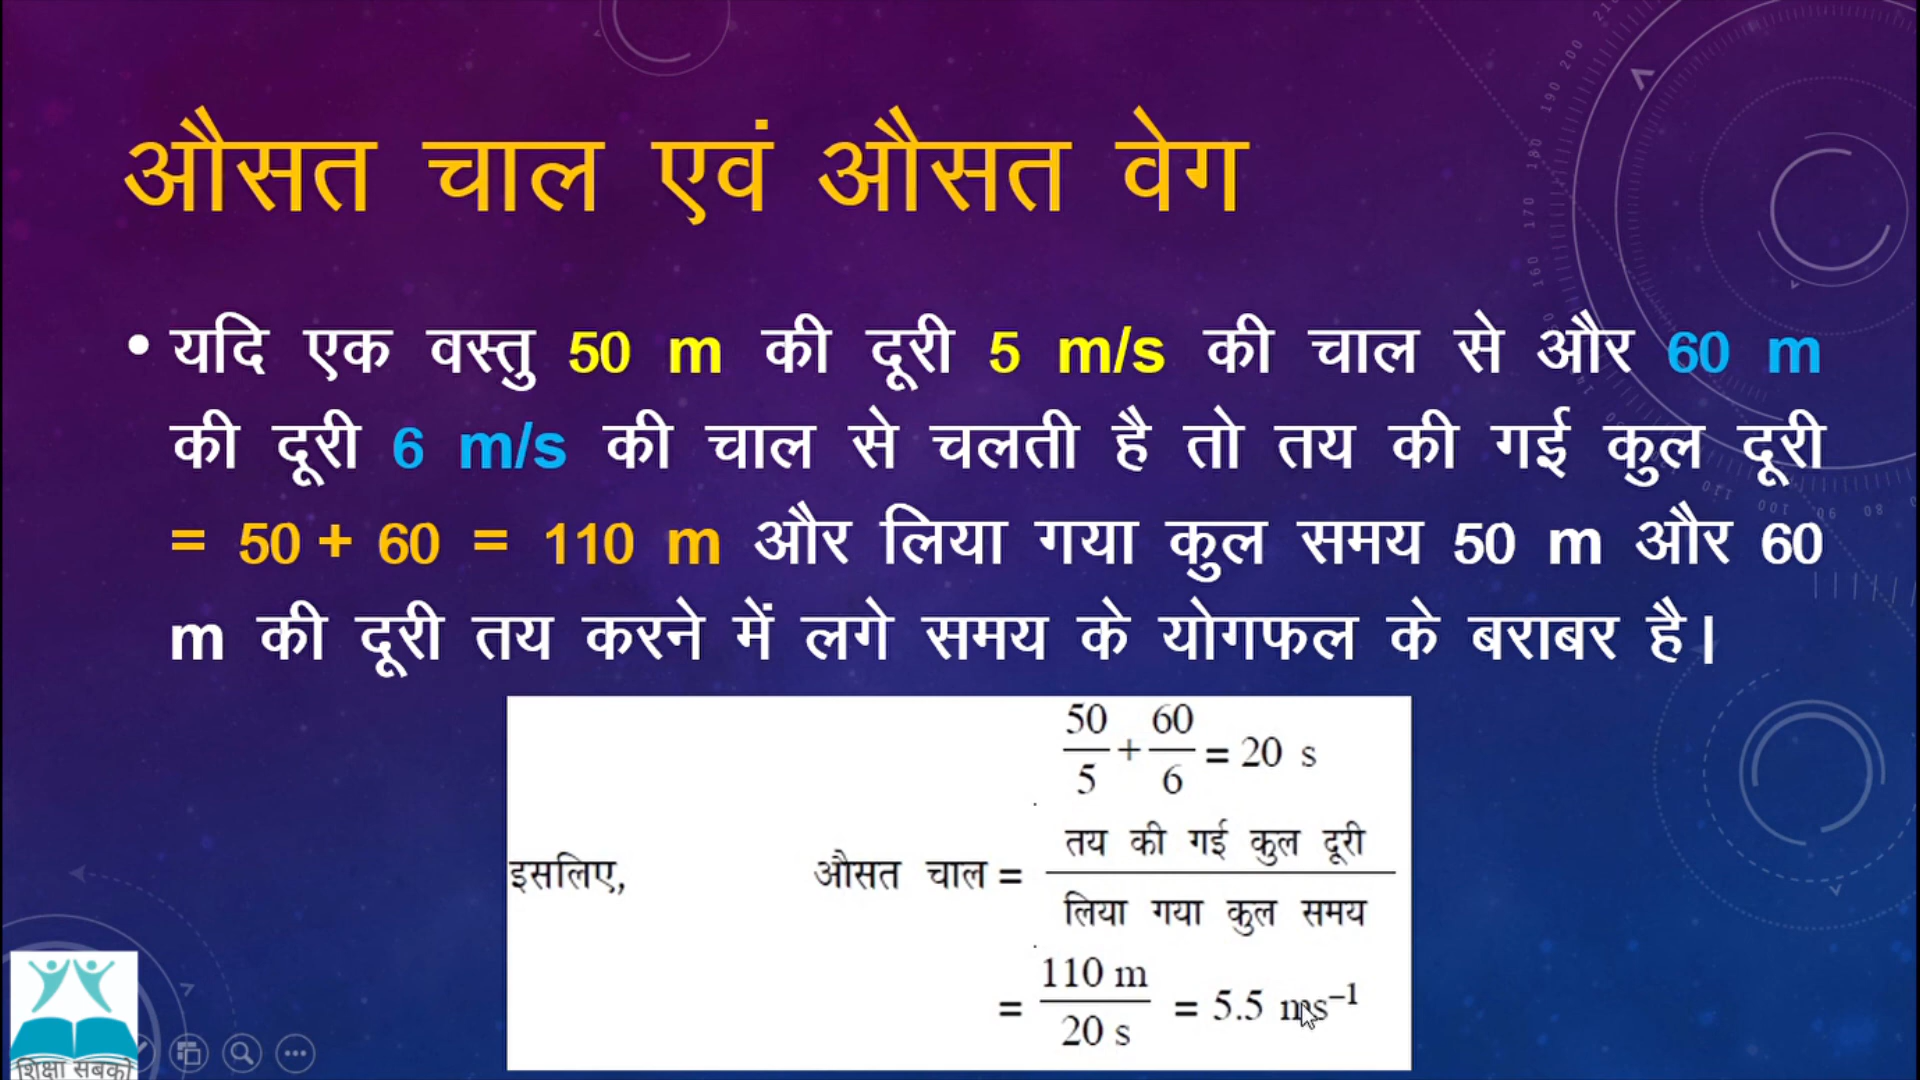 औसत चाल एवं औसत वेग
• यदि एक वस्तु 50 m की दूरी 5 m/s की चाल से और 60 m
की दूरी 6 m/s की चाल से चलती है तो तय की गई कुल दूरी
= 50 + 60 = 110 m और लिया गया कुल समय 50 m और 60
m की दूरी तय करने में लगे समय के योगफल के बराबर है।
50/5 + 60/6 = 20 s
इसलिए, औसत चाल = तय की गई कुल दूरी
लिया गया कुल समय
= 110 m / 20 s = 5.5 ms⁻¹
शिक्षा सबको